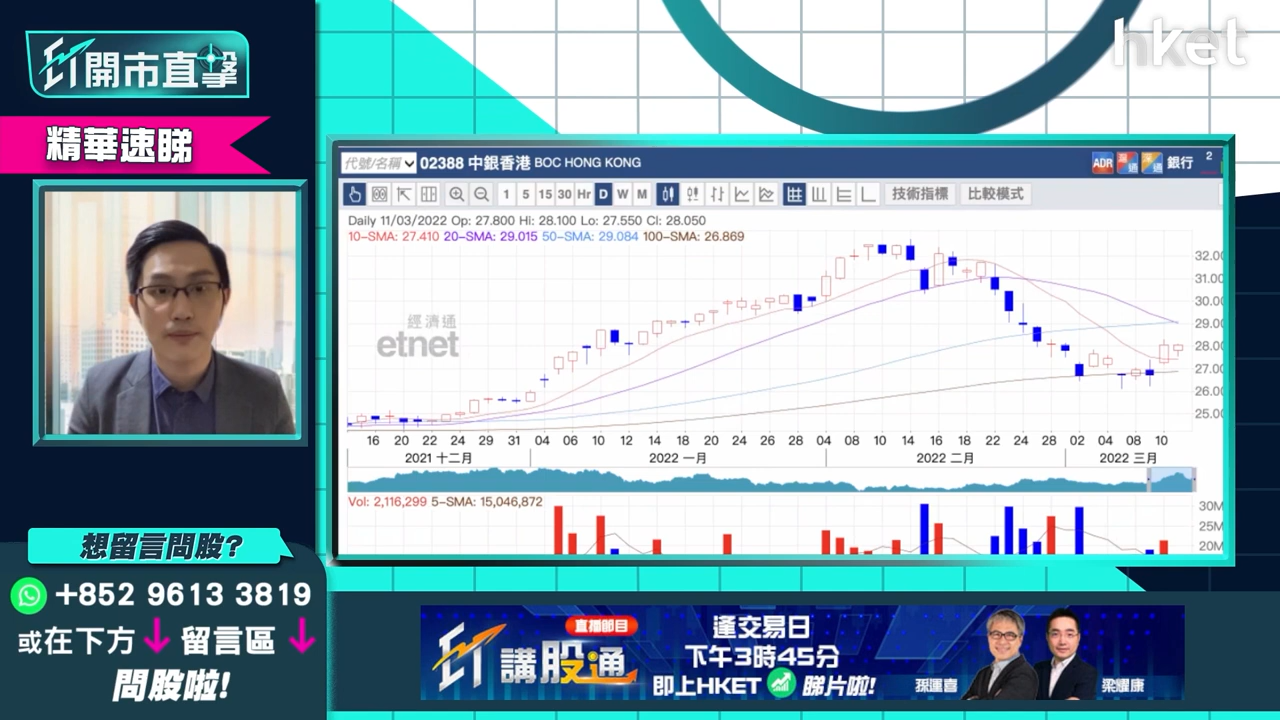 hket
ET開市直擊
精華速睇
代號/名稱 02388 中銀香港 BOC HONG KONG ADR 滬通 深通 銀行 2
1 5 15 30 Hr D W M 技術指標 比較模式
Daily 11/03/2022 Op: 27.800 Hi: 28.100 Lo: 27.550 Cl: 28.050
10-SMA: 27.410 20-SMA: 29.015 50-SMA: 29.084 100-SMA: 26.869
32.00
31.00
30.00
29.00
28.00
27.00
26.00
25.00
經濟通
etnet
16 20 22 24 29 31 04 06 10 12 14 18 20 24 26 28 04 08 10 14 16 18 22 24 28 02 04 08 10
2021 十二月 2022 一月 2022 二月 2022 三月
Vol: 2,116,299 5-SMA: 15,046,872
30M
25M
20M
想留言問股?
+852 9613 3819
或在下方 留言區
問股啦!
ET講股通
直播節目
逢交易日
下午3時45分
即上HKET 睇片啦!
孫運喜
梁耀康